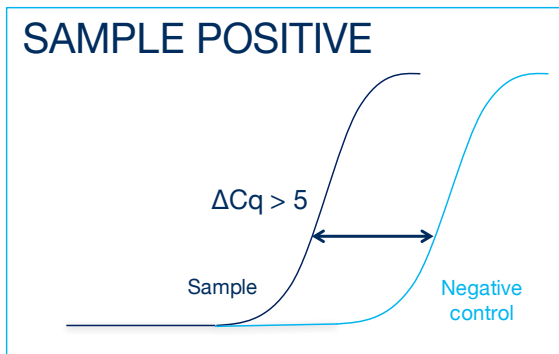 SAMPLE POSITIVE
ΔCq > 5
Sample
Negative
control